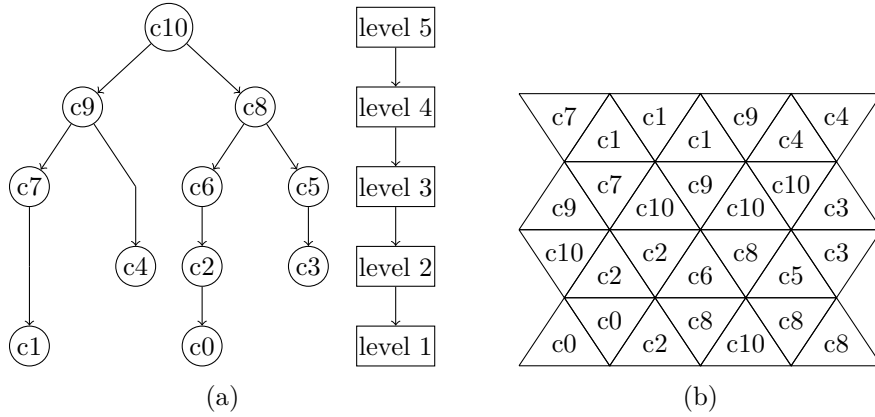 c10 level 5
c9 c8 level 4
c7 c6 c5 level 3
c4 c2 c3 level 2
c1 c0 level 1
(a)
c7 c1 c9 c4
c1 c1 c4
c7 c9 c10
c9 c10 c10 c3
c10 c2 c8 c3
c2 c6 c5
c0 c8 c8
c0 c2 c10 c8
(b)